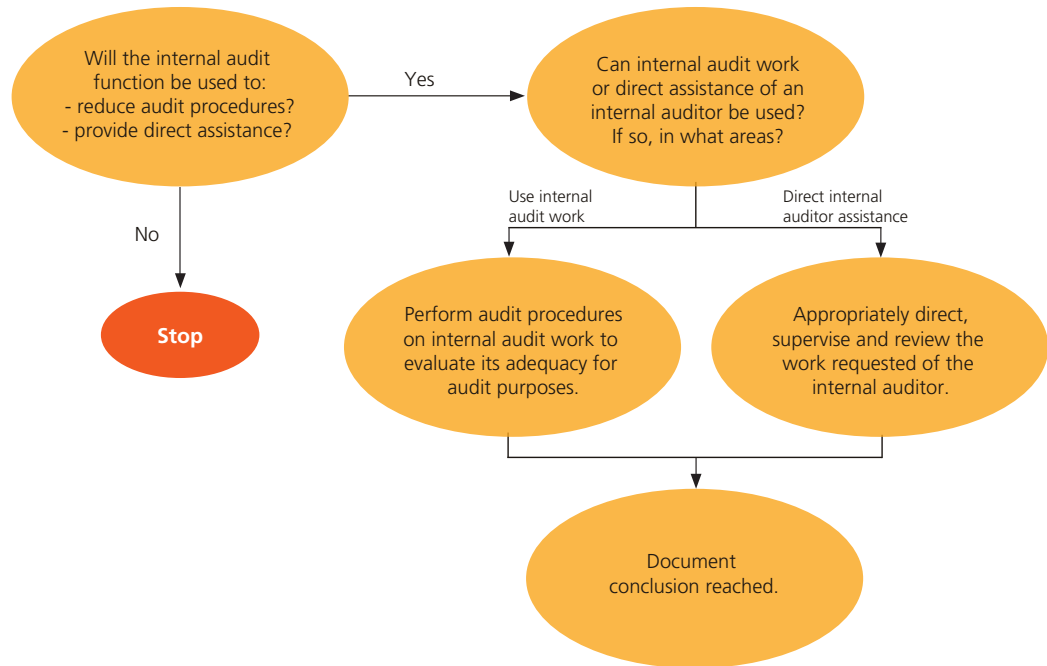 Will the internal audit
function be used to:
- reduce audit procedures?
- provide direct assistance?
Yes
Can internal audit work
or direct assistance of an
internal auditor be used?
If so, in what areas?
No
Stop
Use internal
audit work
Direct internal
auditor assistance
Perform audit procedures
on internal audit work to
evaluate its adequacy for
audit purposes.
Appropriately direct,
supervise and review the
work requested of the
internal auditor.
Document
conclusion reached.